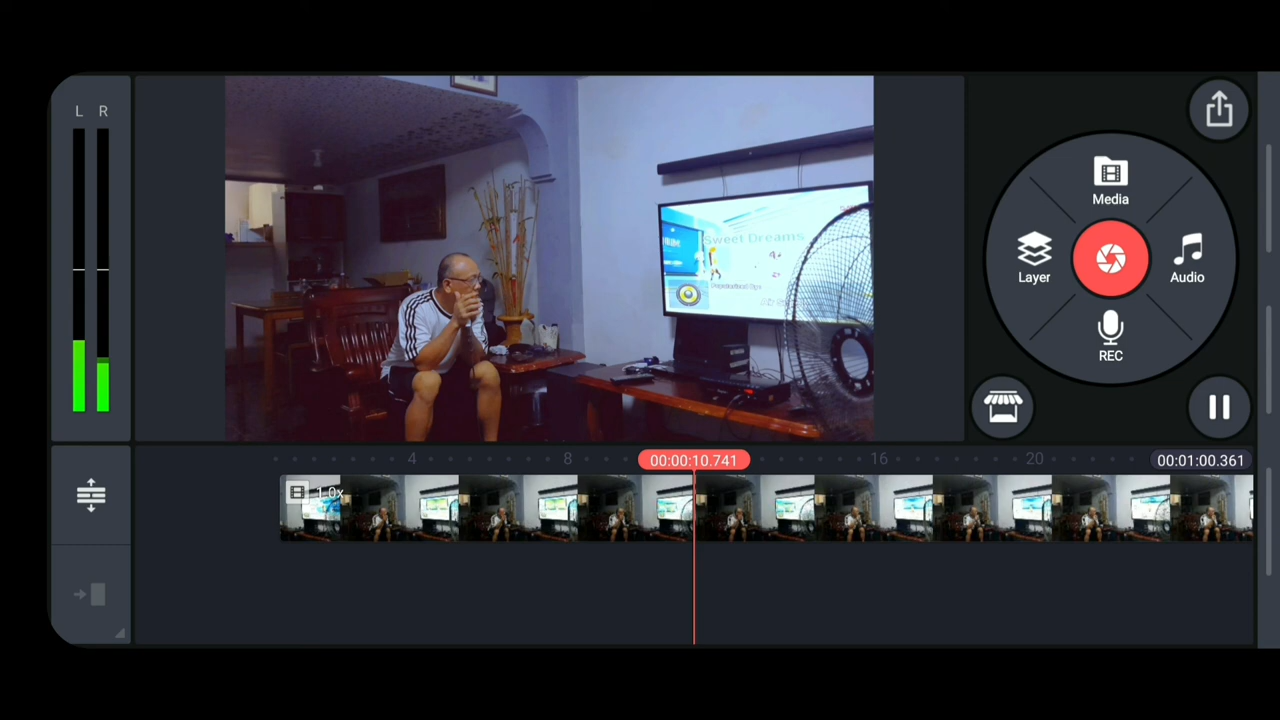 L R
Sweet Dreams
Media
Layer
Audio
REC
4
8
00:00:10.741
16
20
00:01:00.361
1.0x